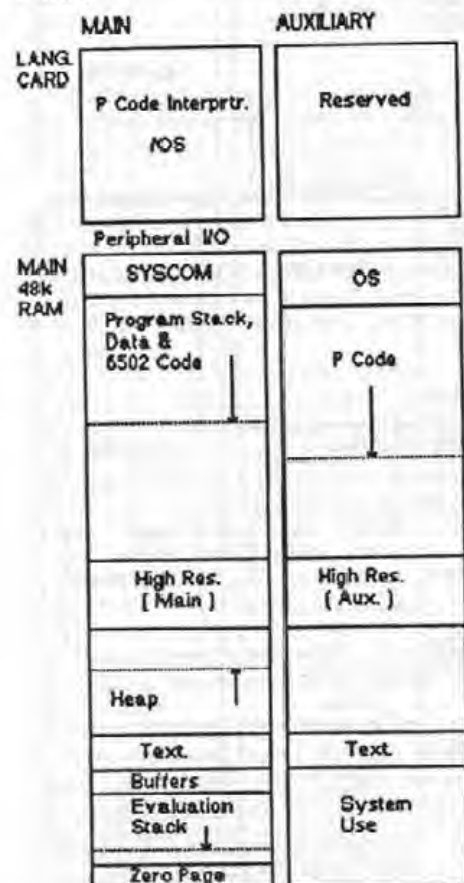 MAIN AUXILIARY
LANG.
CARD
P Code Interprtr.
/OS
Reserved
Peripheral I/O
MAIN
48k
RAM
SYSCOM
OS
Program Stack,
Data &
6502 Code
P Code
High Res.
( Main )
High Res.
( Aux. )
Heap
Text.
Text
Buffers
Evaluation
Stack
System
Use
Zero Page